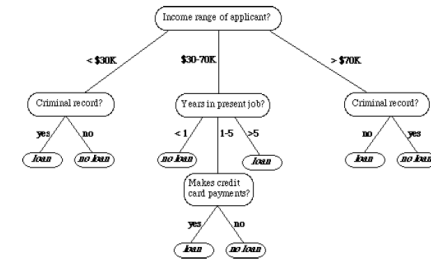 Income range of applicant?
< $30K
$30-70K
> $70K
Criminal record?
Years in present job?
Criminal record?
yes
no
< 1
1-5
>5
no
yes
loan
no loan
no loan
loan
loan
no loan
Makes credit
card payments?
yes
no
loan
no loan